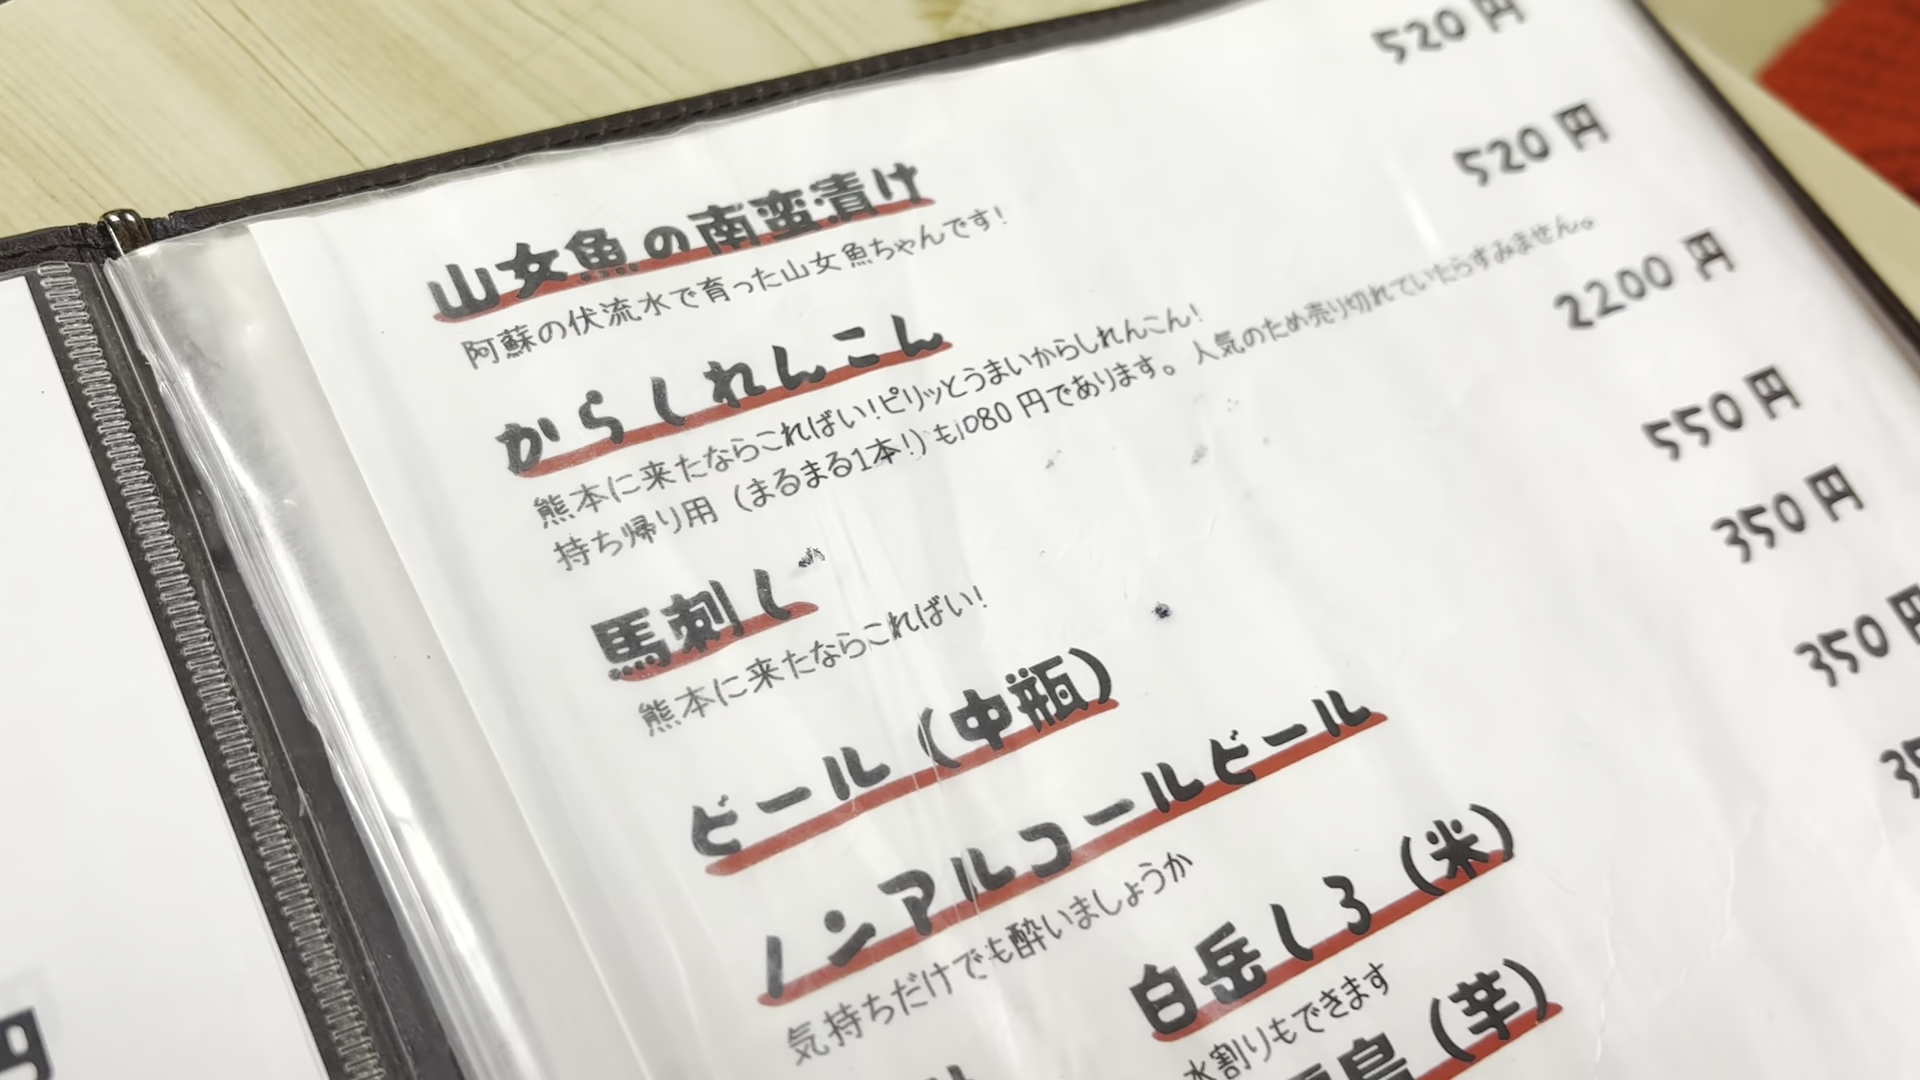 520円
山女魚の南蛮漬け 520円
阿蘇の伏流水で育った山女魚ちゃんです!
からしれんこん
熊本に来たならこればい!ピリッとうまいからしれんこん!
持ち帰り用(まるまる1本!)も1080円であります。人気のため売り切れていたらすみません。
2200円
馬刺し
熊本に来たならこればい!
550円
ビール(中瓶)
350円
ノンアルコールビール
気持ちだけでも酔いましょうか
350円
白岳しろ(米)
水割りもできます
島(芋)